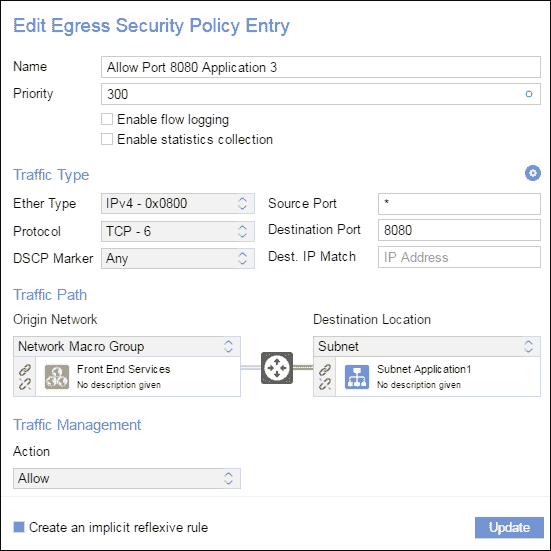 Edit Egress Security Policy Entry
Name Allow Port 8080 Application 3
Priority 300
Enable flow logging
Enable statistics collection
Traffic Type
Ether Type IPv4 - 0x0800 Source Port *
Protocol TCP - 6 Destination Port 8080
DSCP Marker Any Dest. IP Match IP Address
Traffic Path
Origin Network Destination Location
Network Macro Group Subnet
Front End Services Subnet Application1
No description given No description given
Traffic Management
Action
Allow
Create an implicit reflexive rule Update